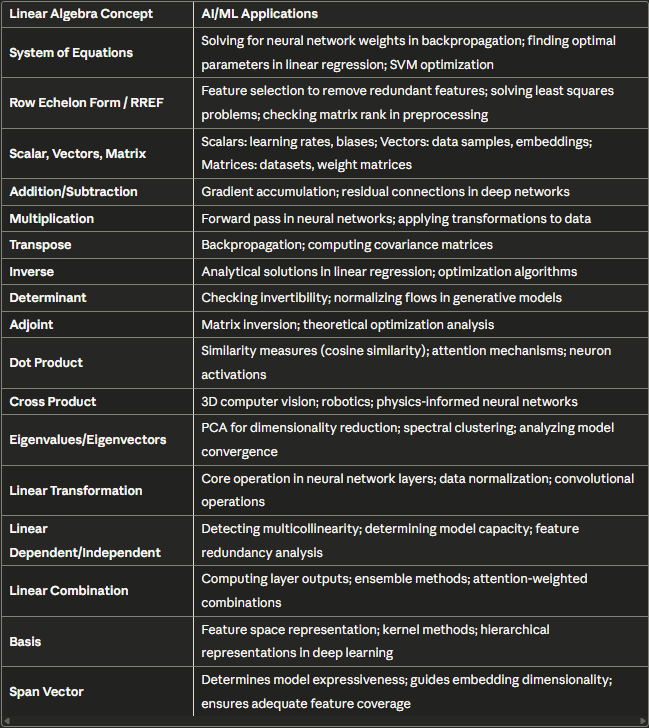 Linear Algebra Concept AI/ML Applications
System of Equations Solving for neural network weights in backpropagation; finding optimal
parameters in linear regression; SVM optimization
Row Echelon Form / RREF Feature selection to remove redundant features; solving least squares
problems; checking matrix rank in preprocessing
Scalar, Vectors, Matrix Scalars: learning rates, biases; Vectors: data samples, embeddings;
Matrices: datasets, weight matrices
Addition/Subtraction Gradient accumulation; residual connections in deep networks
Multiplication Forward pass in neural networks; applying transformations to data
Transpose Backpropagation; computing covariance matrices
Inverse Analytical solutions in linear regression; optimization algorithms
Determinant Checking invertibility; normalizing flows in generative models
Adjoint Matrix inversion; theoretical optimization analysis
Dot Product Similarity measures (cosine similarity); attention mechanisms; neuron
activations
Cross Product 3D computer vision; robotics; physics-informed neural networks
Eigenvalues/Eigenvectors PCA for dimensionality reduction; spectral clustering; analyzing model
convergence
Linear Transformation Core operation in neural network layers; data normalization; convolutional
operations
Linear Detecting multicollinearity; determining model capacity; feature
Dependent/Independent redundancy analysis
Linear Combination Computing layer outputs; ensemble methods; attention-weighted
combinations
Basis Feature space representation; kernel methods; hierarchical
representations in deep learning
Span Vector Determines model expressiveness; guides embedding dimensionality;
ensures adequate feature coverage